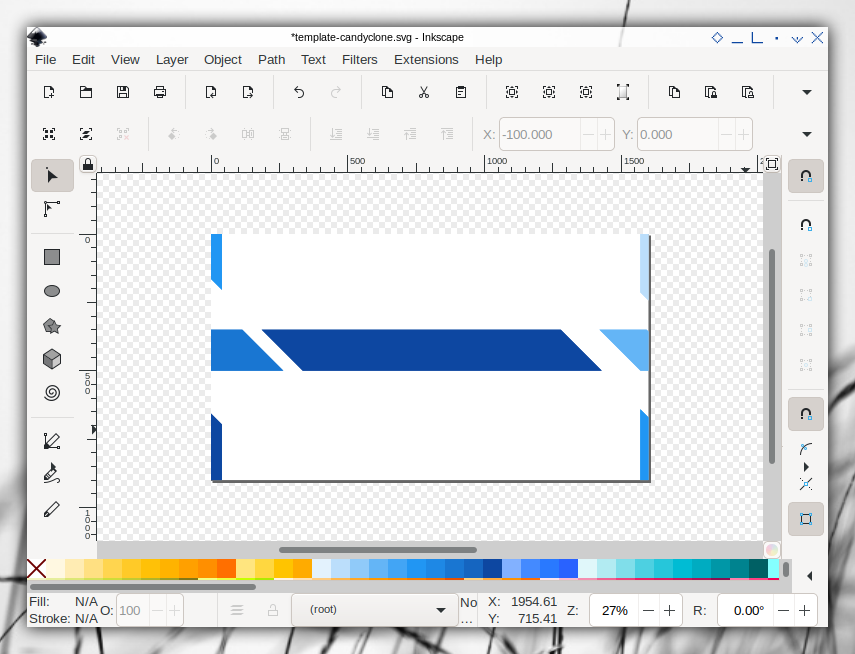 *template-candyclone.svg - Inkscape
File Edit View Layer Object Path Text Filters Extensions Help
X: -100.000 Y: 0.000
0 500 1000 1500
0
500
1000
Fill: N/A
Stroke: N/A
O: 100
(root)
No
...
X: 1954.61
Y: 715.41
Z: 27%
R: 0.00°